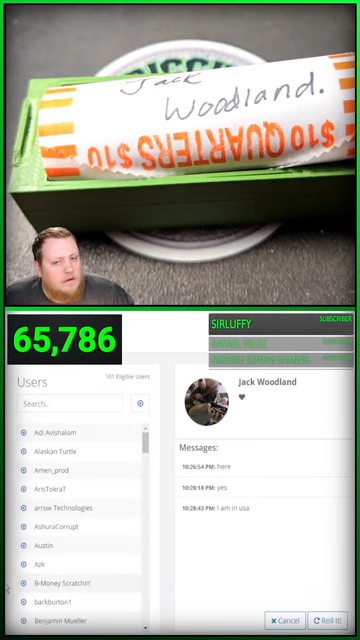 Jack
Woodland.
$10 QUARTERS $10
65,786
SIRLUFFY
SUBSCRIBER
Users
101 Eligible Users
Search..
Adi Avishalom
Alaskan Turtle
Amen_prod
ArisTokraT
arrow Technologies
AshuraCorrupt
Austin
Azk
B-Money Scratchin'
barkburton1
Benjamin Mueller
Jack Woodland
Messages:
10:26:54 PM: here
10:28:18 PM: yes
10:28:43 PM: I am in usa
Cancel
Roll It!